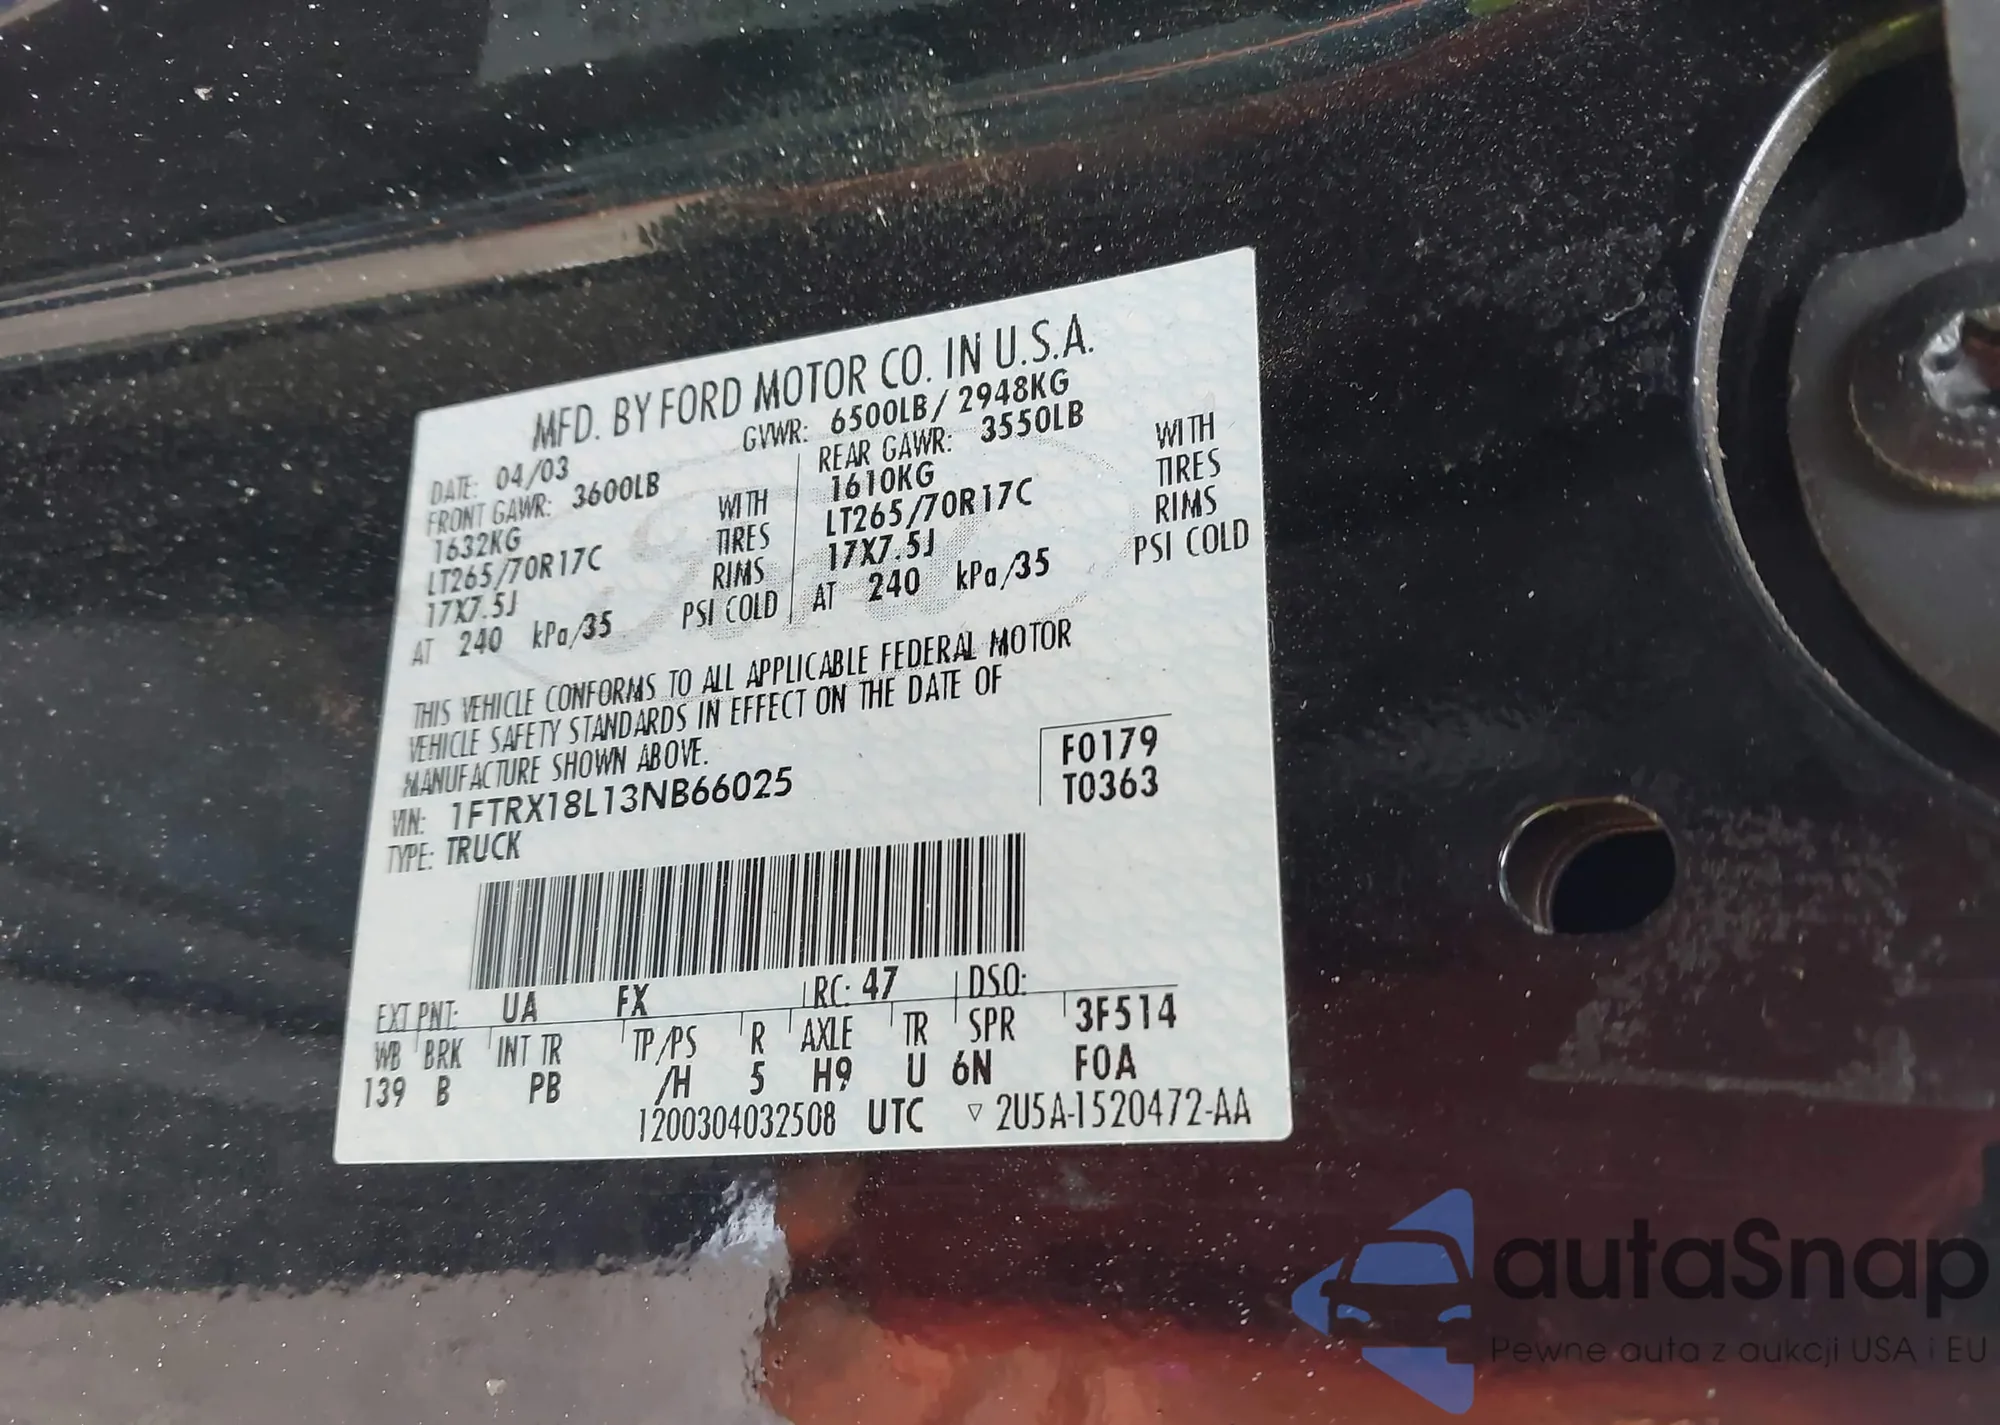 MFD. BY FORD MOTOR CO. IN U.S.A.
DATE: 04/03 GVWR: 6500LB/ 2948KG
FRONT GAWR: 3600LB REAR GAWR: 3550LB
1632KG WITH 1610KG WITH
LT265/70R17C TIRES LT265/70R17C TIRES
17X7.5J RIMS 17X7.5J RIMS
AT 240 kPa/35 PSI COLD AT 240 kPa/35 PSI COLD
THIS VEHICLE CONFORMS TO ALL APPLICABLE FEDERAL MOTOR
VEHICLE SAFETY STANDARDS IN EFFECT ON THE DATE OF
MANUFACTURE SHOWN ABOVE.
VIN: 1FTRX18L13NB66025
TYPE: TRUCK
F0179
T0363
EXT PNT: UA FX RC: 47 DSO:
WB BRK INT TR TP/PS R AXLE TR SPR 3F514
139 B PB /H 5 H9 U 6N F0A
1200304032508 UTC ▽ 2U5A-1520472-AA
autaSnap
Pewne auta z aukcji USA i EU